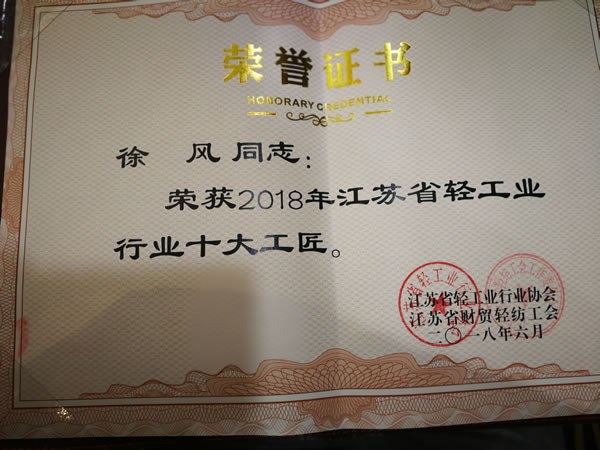 荣誉证书
HONORARY CREDENTIAL
徐 风 同志：
荣获2018年江苏省轻工业
行业十大工匠。
江苏省轻工业行业协会
江苏省财贸轻纺工会
二〇一八年六月